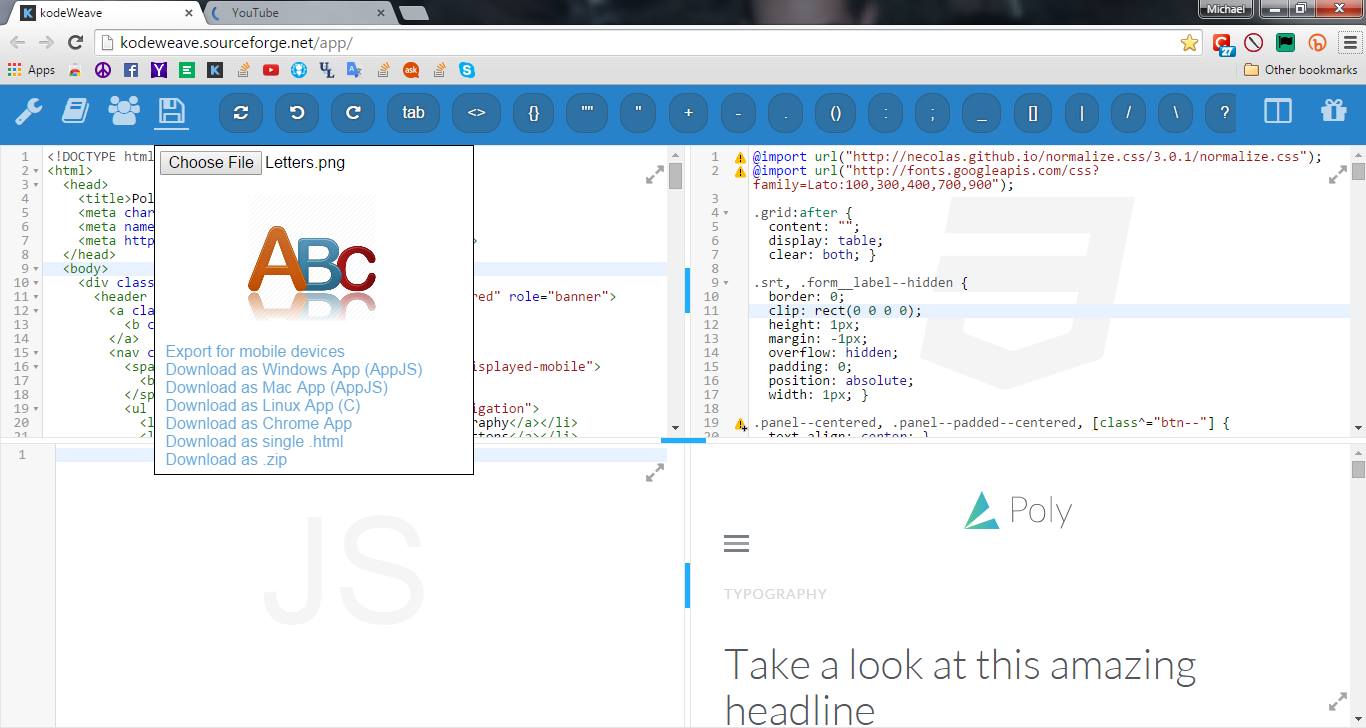 kodeWeave
YouTube
Michael
kodeweave.sourceforge.net/app/
27
Apps
Other bookmarks
tab <> {} "" " + - . () : ; _ [] | / \ ?
Choose File Letters.png
ABC
Export for mobile devices
Download as Windows App (AppJS)
Download as Mac App (AppJS)
Download as Linux App (C)
Download as Chrome App
Download as single .html
Download as .zip
1 <!DOCTYPE html
2 <html>
3 <head>
4 <title>Pol
5 <meta char
6 <meta name
7 <meta http >
8 </head>
9 <body>
10 <div class
11 <header red" role="banner">
12 <a cla
13 <b c
14 </a>
15 <nav c
16 <spa isplayed-mobile">
17 <b
18 </sp
19 <ul igation">
20 <l raphy</a></li>
1 @import url("http://necolas.github.io/normalize.css/3.0.1/normalize.css");
2 @import url("http://fonts.googleapis.com/css?
family=Lato:100,300,400,700,900");
3
4 .grid:after {
5 content: "";
6 display: table;
7 clear: both; }
8
9 .srt, .form__label--hidden {
10 border: 0;
11 clip: rect(0 0 0 0);
12 height: 1px;
13 margin: -1px;
14 overflow: hidden;
15 padding: 0;
16 position: absolute;
17 width: 1px; }
18
19 .panel--centered, .panel--padded--centered, [class^="btn--"] {
20 text-align: center; }
1
JS
Poly
TYPOGRAPHY
Take a look at this amazing
headline